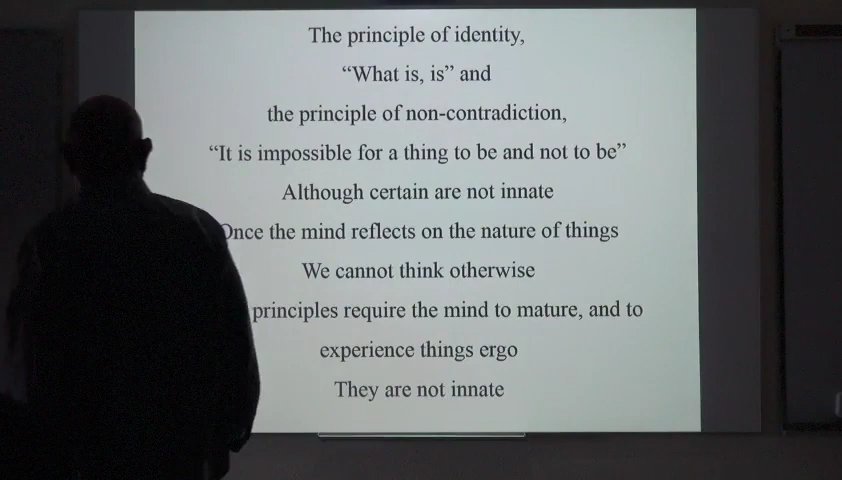 The principle of identity,
“What is, is” and
the principle of non-contradiction,
“It is impossible for a thing to be and not to be”
Although certain are not innate
Once the mind reflects on the nature of things
We cannot think otherwise
principles require the mind to mature, and to
experience things ergo
They are not innate